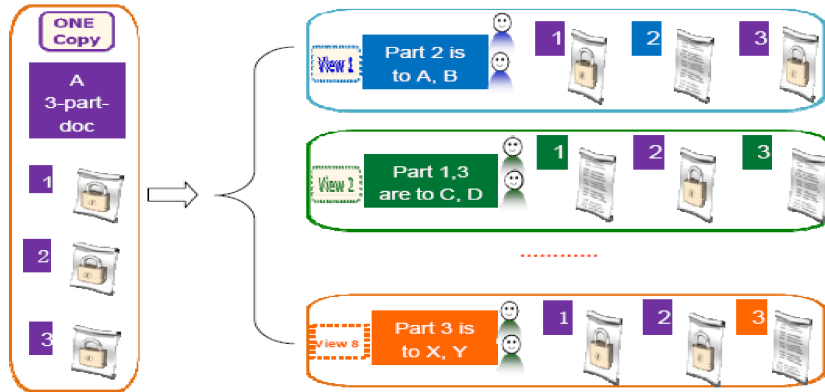 ONE
Copy
A
3-part-
doc
1
2
3
View 1
Part 2 is
to A, B
1
2
3
View 2
Part 1,3
are to C, D
1
2
3
............
View 8
Part 3 is
to X, Y
1
2
3